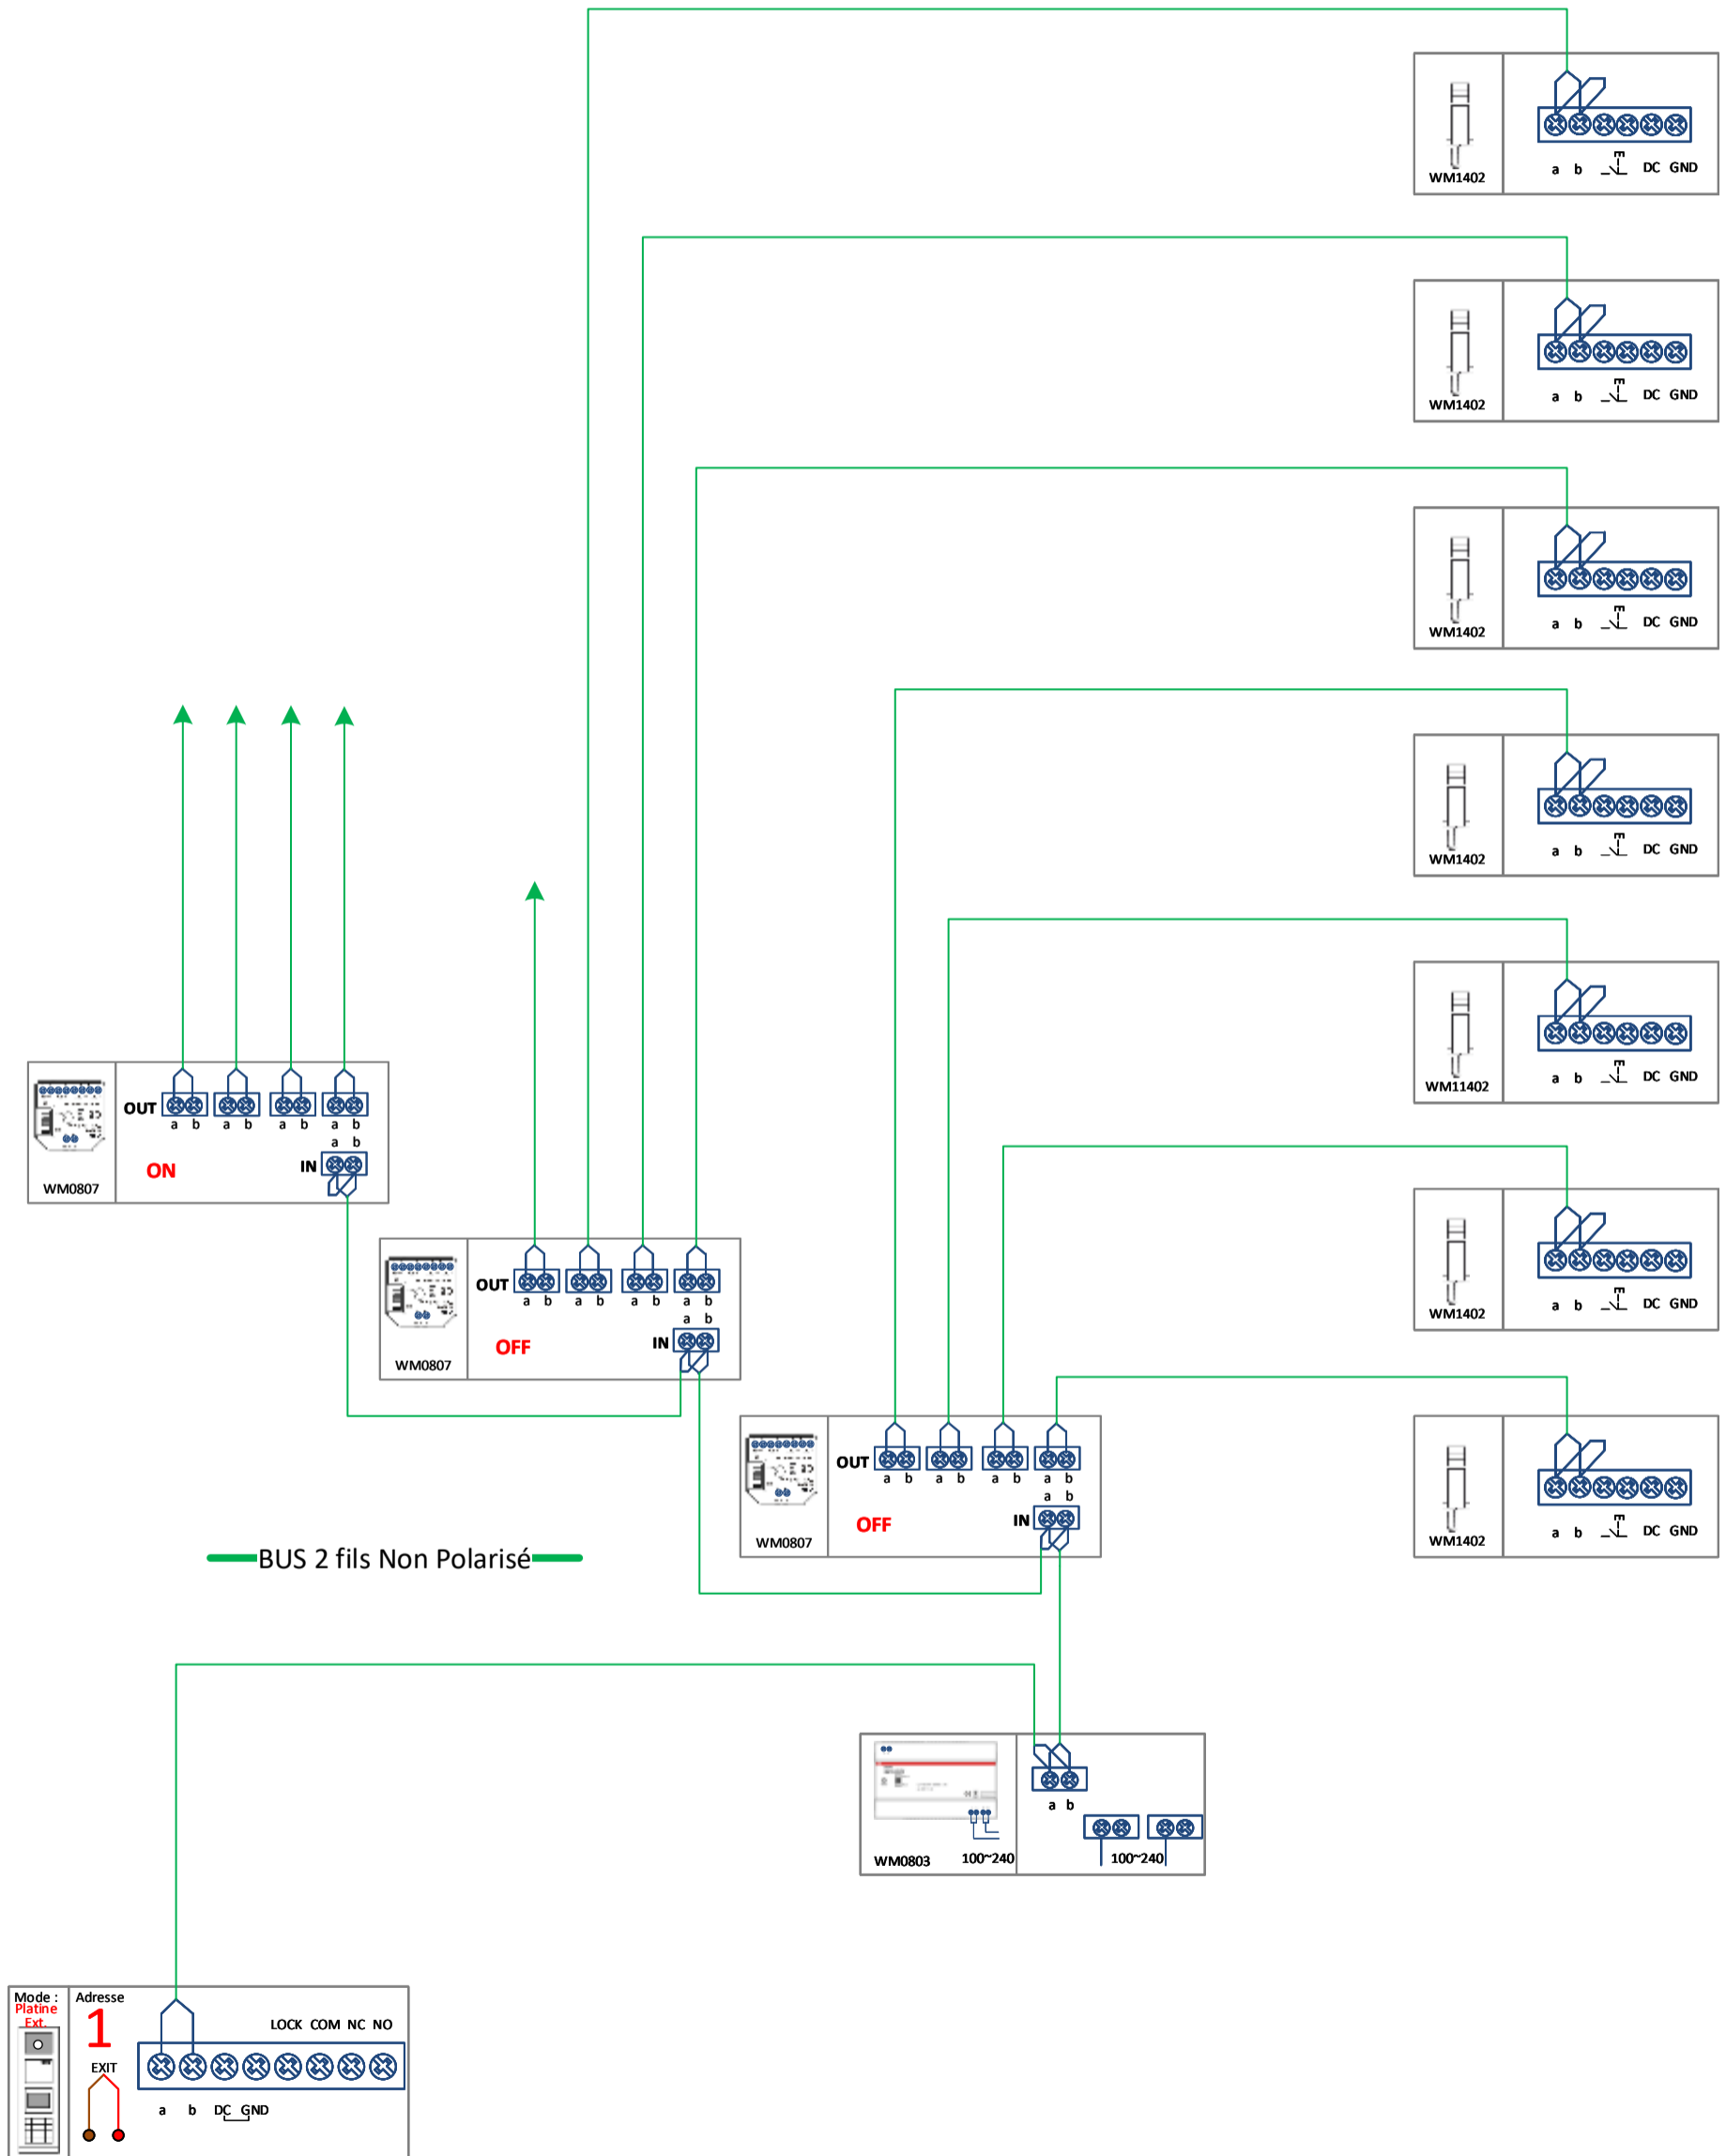 WM1402
a b DC GND
WM1402
a b DC GND
WM1402
a b DC GND
WM1402
a b DC GND
WM11402
a b DC GND
OUT
a b a b a b a b
a b
ON
IN
WM0807
WM1402
a b DC GND
OUT
a b a b a b a b
a b
OFF
IN
WM0807
WM1402
a b DC GND
OUT
a b a b a b a b
a b
OFF
IN
WM0807
BUS 2 fils Non Polarisé
a b
WM0803
100~240
100~240
Mode :
Platine
Ext.
Adresse
1
LOCK COM NC NO
EXIT
a b DC GND